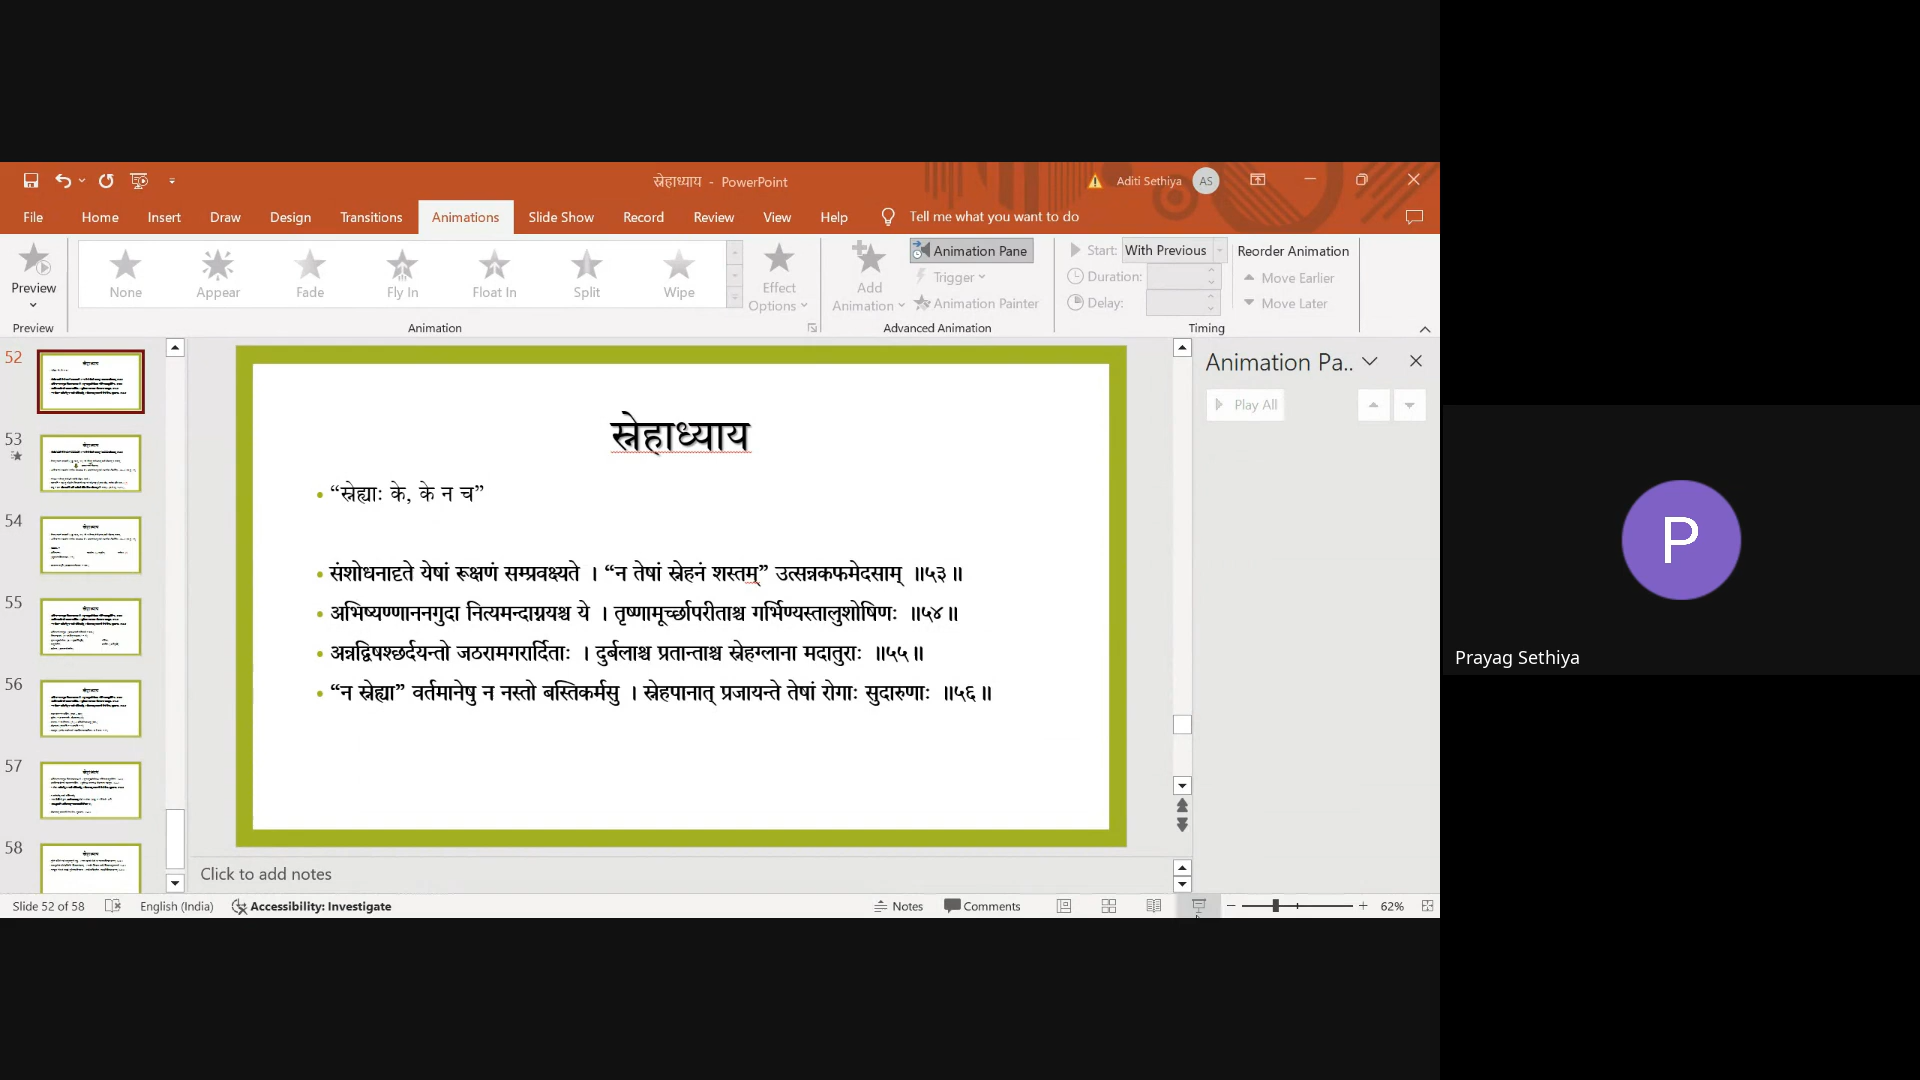 स्नेहाध्याय - PowerPoint
Aditi Sethiya AS
File Home Insert Draw Design Transitions Animations Slide Show Record Review View Help Tell me what you want to do
Preview
None Appear Fade Fly In Float In Split Wipe
Effect Options
Add Animation
Animation Pane
Trigger
Animation Painter
Start: With Previous
Duration:
Delay:
Reorder Animation
Move Earlier
Move Later
Preview Animation Advanced Animation Timing
52
53
54
55
56
57
58
स्नेहाध्याय
• “स्नेह्याः के, के न च”
• संशोधनादृते येषां रूक्षणं सम्प्रवक्ष्यते । “न तेषां स्नेहनं शस्तम्” उत्सन्नकफमेदसाम् ॥५३॥
• अभिष्यण्णाननगुदा नित्यमन्दाग्नयश्च ये । तृष्णामूर्च्छापरीताश्च गर्भिण्यस्तालुशोषिणः ॥५४॥
• अन्नद्विषश्छर्दयन्तो जठरामगरार्दिताः । दुर्बलाश्च प्रतान्ताश्च स्नेहग्लाना मदातुराः ॥५५॥
• “न स्नेह्या” वर्तमानेषु न नस्तो बस्तिकर्मसु । स्नेहपानात् प्रजायन्ते तेषां रोगाः सुदारुणाः ॥५६॥
Animation Pa..
Play All
Click to add notes
Slide 52 of 58 English (India) Accessibility: Investigate Notes Comments 62%
P
Prayag Sethiya